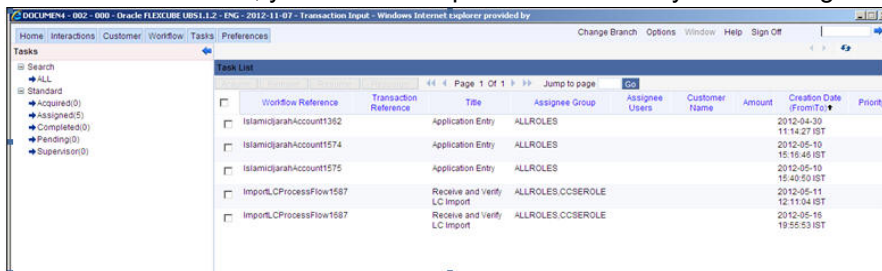 DOCUMEN4 - 002 - 000 - Oracle FLEXCUBE UBS1.1.2 - ENG - 2012-11-07 - Transaction Input - Windows Internet Explorer provided by
Home Interactions Customer Workflow Tasks Preferences Change Branch Options Window Help Sign Off
Tasks
Search
ALL
Standard
Acquired(0)
Assigned(5)
Completed(0)
Pending(0)
Supervisor(0)
Task List
Page 1 Of 1 Jump to page Go
Workflow Reference Transaction Reference Title Assignee Group Assignee Users Customer Name Amount Creation Date (From\To) Priority
IslamicIjarahAccount1362 Application Entry ALLROLES 2012-04-30 11:14:27 IST
IslamicIjarahAccount1574 Application Entry ALLROLES 2012-05-10 15:16:46 IST
IslamicIjarahAccount1575 Application Entry ALLROLES 2012-05-10 15:40:50 IST
ImportLCProcessFlow1587 Receive and Verify LC Import ALLROLES,CCSEROLE 2012-05-11 12:11:04 IST
ImportLCProcessFlow1687 Receive and Verify LC Import ALLROLES,CCSEROLE 2012-05-16 19:55:53 IST